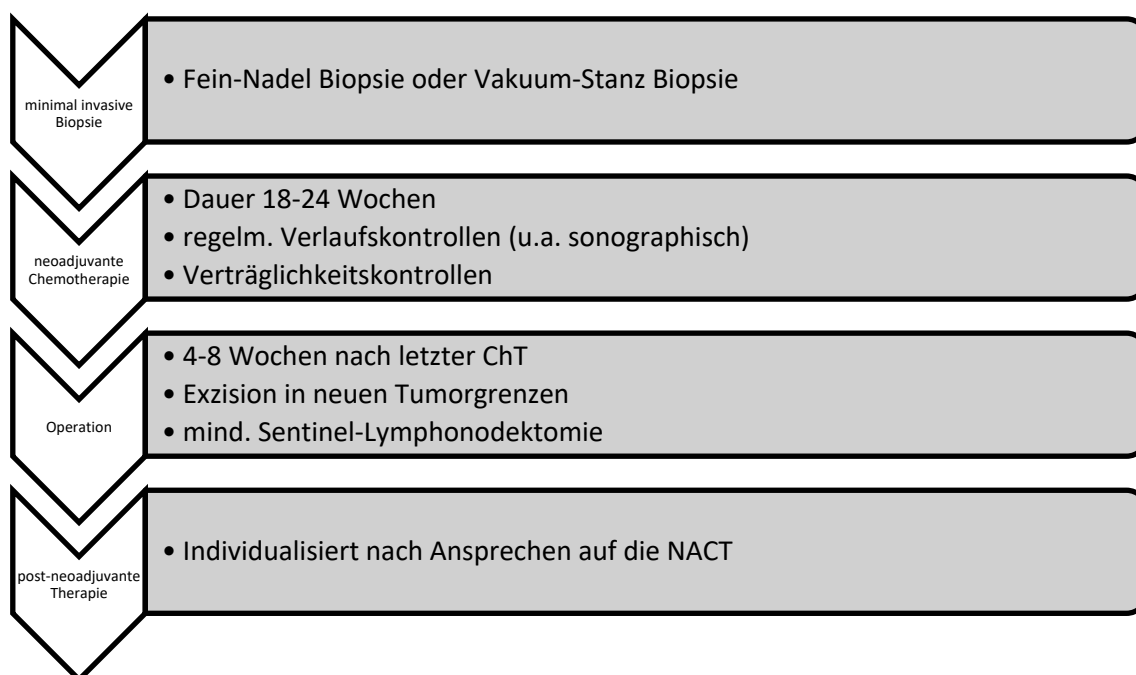 minimal invasive
Biopsie
• Fein-Nadel Biopsie oder Vakuum-Stanz Biopsie
neoadjuvante
Chemotherapie
• Dauer 18-24 Wochen
• regelm. Verlaufskontrollen (u.a. sonographisch)
• Verträglichkeitskontrollen
Operation
• 4-8 Wochen nach letzter ChT
• Exzision in neuen Tumorgrenzen
• mind. Sentinel-Lymphonodektomie
post-neoadjuvante
Therapie
• Individualisiert nach Ansprechen auf die NACT